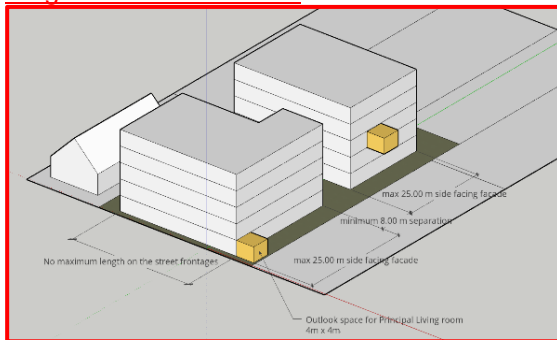 max 25.00 m side facing facade
minimum 8.00 m separation
No maximum length on the street frontages
max 25.00 m side facing facade
Outlook space for Principal Living room
4m x 4m